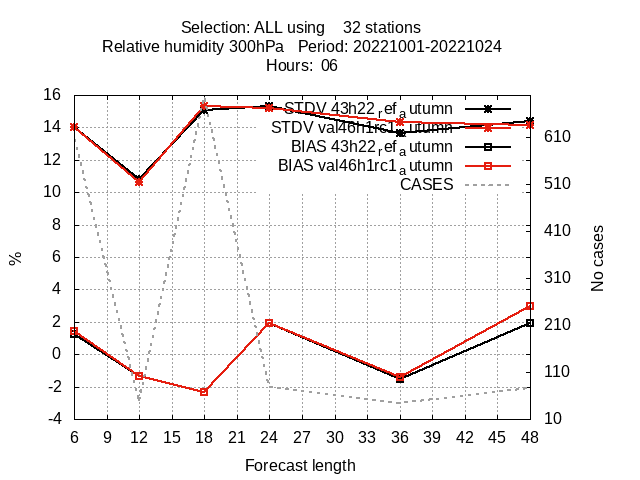 Selection: ALL using    32 stations
Relative humidity 300hPa   Period: 20221001-20221024
Hours:  06
STDV 43h22_ref_autumn
STDV val46h1rc1_autumn
BIAS 43h22_ref_autumn
BIAS val46h1rc1_autumn
CASES
16
14
12
10
8
6
4
2
0
-2
-4
%
610
510
410
310
210
110
10
No cases
6 9 12 15 18 21 24 27 30 33 36 39 42 45 48
Forecast length